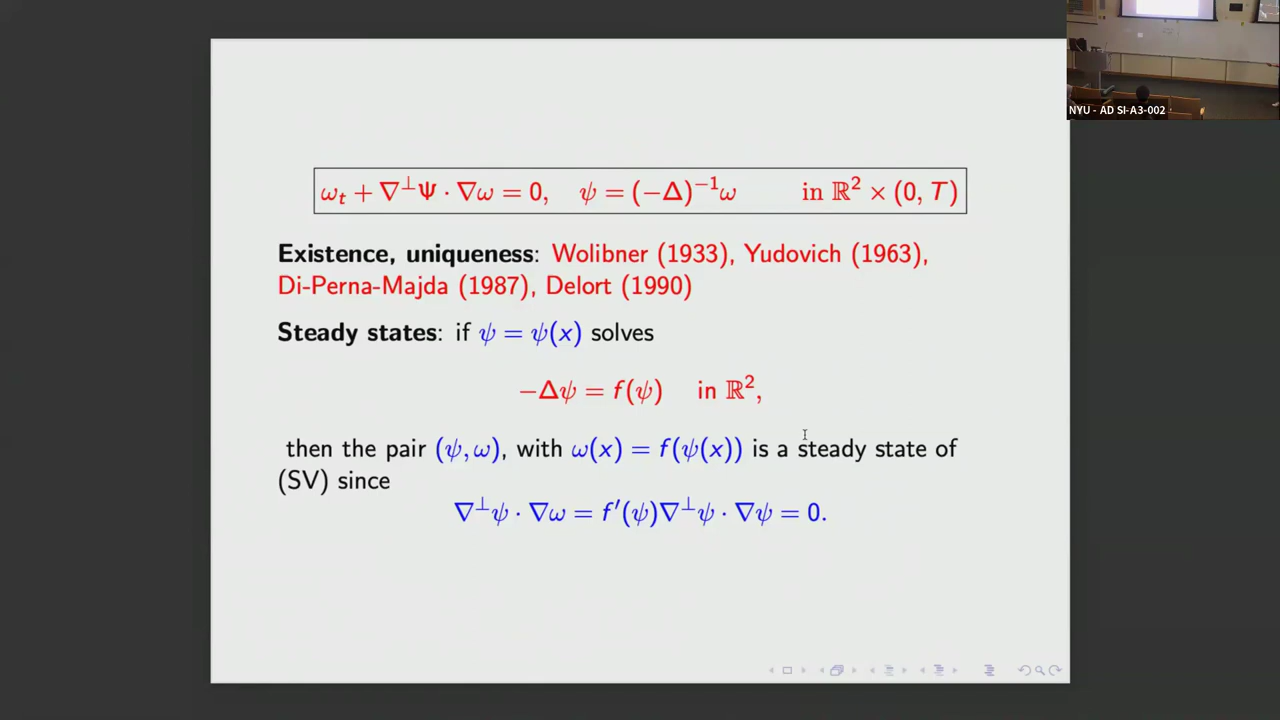 NYU - AD SI-A3-002
ωₜ + ∇⊥Ψ · ∇ω = 0, ψ = (−Δ)⁻¹ω in ℝ² × (0, T)
Existence, uniqueness: Wolibner (1933), Yudovich (1963),
Di-Perna-Majda (1987), Delort (1990)
Steady states: if ψ = ψ(x) solves
−Δψ = f(ψ) in ℝ²,
then the pair (ψ, ω), with ω(x) = f(ψ(x)) is a steady state of
(SV) since
∇⊥ψ · ∇ω = f′(ψ)∇⊥ψ · ∇ψ = 0.